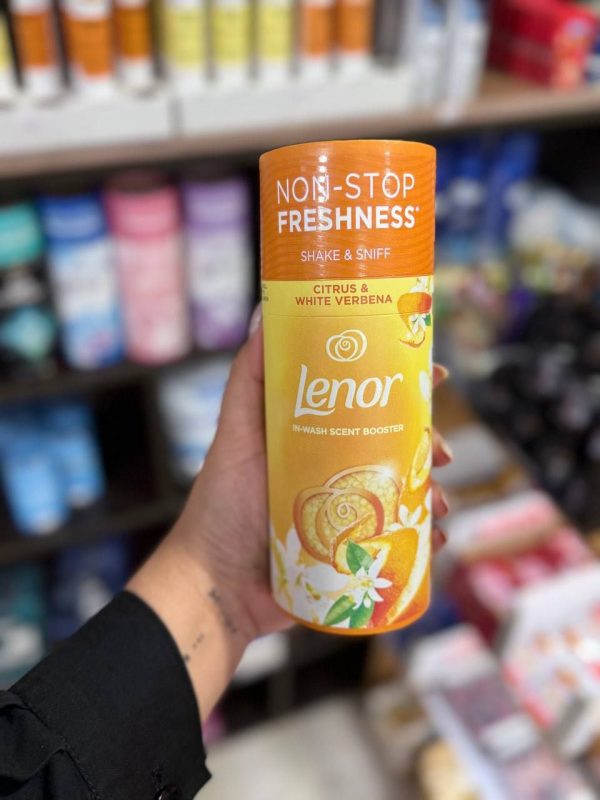 NON-STOP
FRESHNESS*
SHAKE & SNIFF
CITRUS &
WHITE VERBENA
Lenor
IN-WASH SCENT BOOSTER